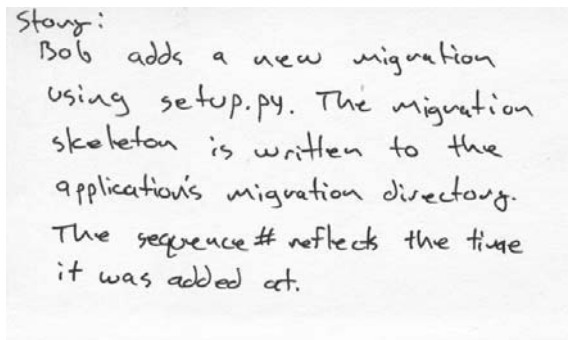 Story:
Bob adds a new migration
using setup.py. The migration
skeleton is written to the
application's migration directory.
The sequence # reflects the time
it was added at.